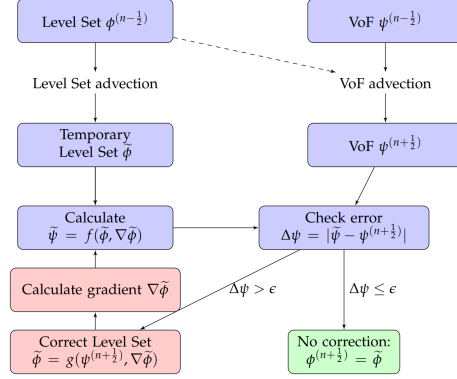 Level Set φ^(n−1/2)
VoF ψ^(n−1/2)
Level Set advection
VoF advection
Temporary
Level Set φ̃
VoF ψ^(n+1/2)
Calculate
ψ̃ = f(φ̃, ∇φ̃)
Check error
Δψ = |ψ̃ − ψ^(n+1/2)|
Calculate gradient ∇φ̃
Δψ > ϵ
Δψ ≤ ϵ
Correct Level Set
φ̃ = g(ψ^(n+1/2), ∇φ̃)
No correction:
φ^(n+1/2) = φ̃